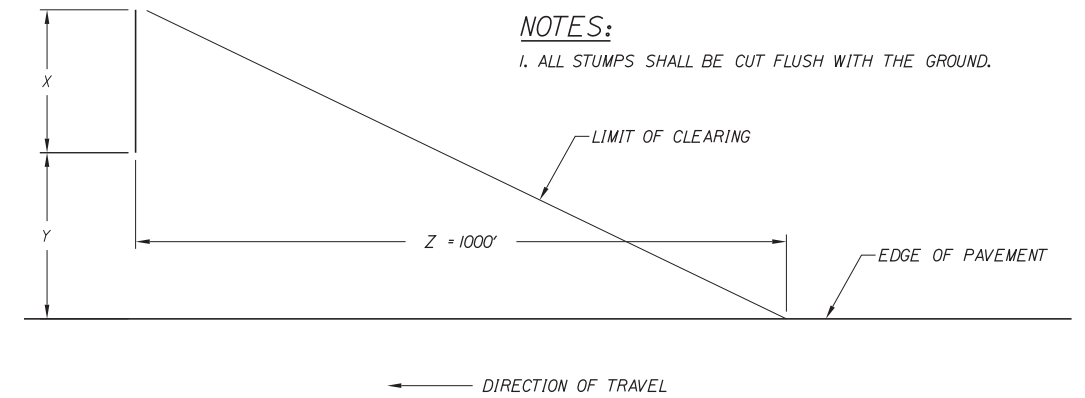 NOTES:
1. ALL STUMPS SHALL BE CUT FLUSH WITH THE GROUND.
X
LIMIT OF CLEARING
Y
Z = 1000'
EDGE OF PAVEMENT
DIRECTION OF TRAVEL